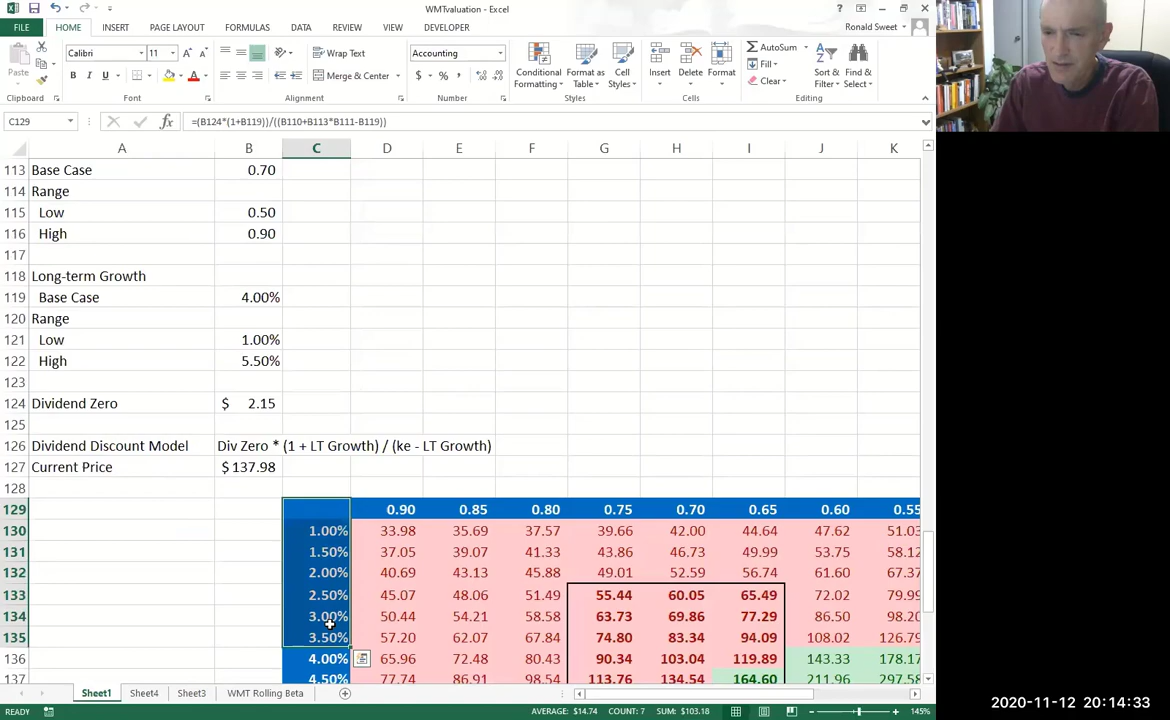 WMTvaluation - Excel
FILE HOME INSERT PAGE LAYOUT FORMULAS DATA REVIEW VIEW DEVELOPER Ronald Sweet
Calibri 11 Wrap Text Accounting AutoSum
Paste B I U A Merge & Center $ % , Conditional Formatting Format as Table Cell Styles Insert Delete Format Fill Clear Sort & Filter Find & Select
Clipboard Font Alignment Number Styles Cells Editing
C129 fx =(B124*(1+B119))/((B110+B113*B111-B119))
A B C D E F G H I J K
113 Base Case 0.70
114 Range
115 Low 0.50
116 High 0.90
117
118 Long-term Growth
119 Base Case 4.00%
120 Range
121 Low 1.00%
122 High 5.50%
123
124 Dividend Zero $ 2.15
125
126 Dividend Discount Model Div Zero * (1 + LT Growth) / (ke - LT Growth)
127 Current Price $ 137.98
128
129 0.90 0.85 0.80 0.75 0.70 0.65 0.60 0.55
130 1.00% 33.98 35.69 37.57 39.66 42.00 44.64 47.62 51.03
131 1.50% 37.05 39.07 41.33 43.86 46.73 49.99 53.75 58.12
132 2.00% 40.69 43.13 45.88 49.01 52.59 56.74 61.60 67.37
133 2.50% 45.07 48.06 51.49 55.44 60.05 65.49 72.02 79.99
134 3.00% 50.44 54.21 58.58 63.73 69.86 77.29 86.50 98.20
135 3.50% 57.20 62.07 67.84 74.80 83.34 94.09 108.02 126.79
136 4.00% 65.96 72.48 80.43 90.34 103.04 119.89 143.33 178.17
137 4.50% 77.74 86.91 98.54 113.76 134.54 164.60 211.96 297.58
Sheet1 Sheet4 Sheet3 WMT Rolling Beta
READY AVERAGE: $14.74 COUNT: 7 SUM: $103.18 145%
2020-11-12 20:14:33